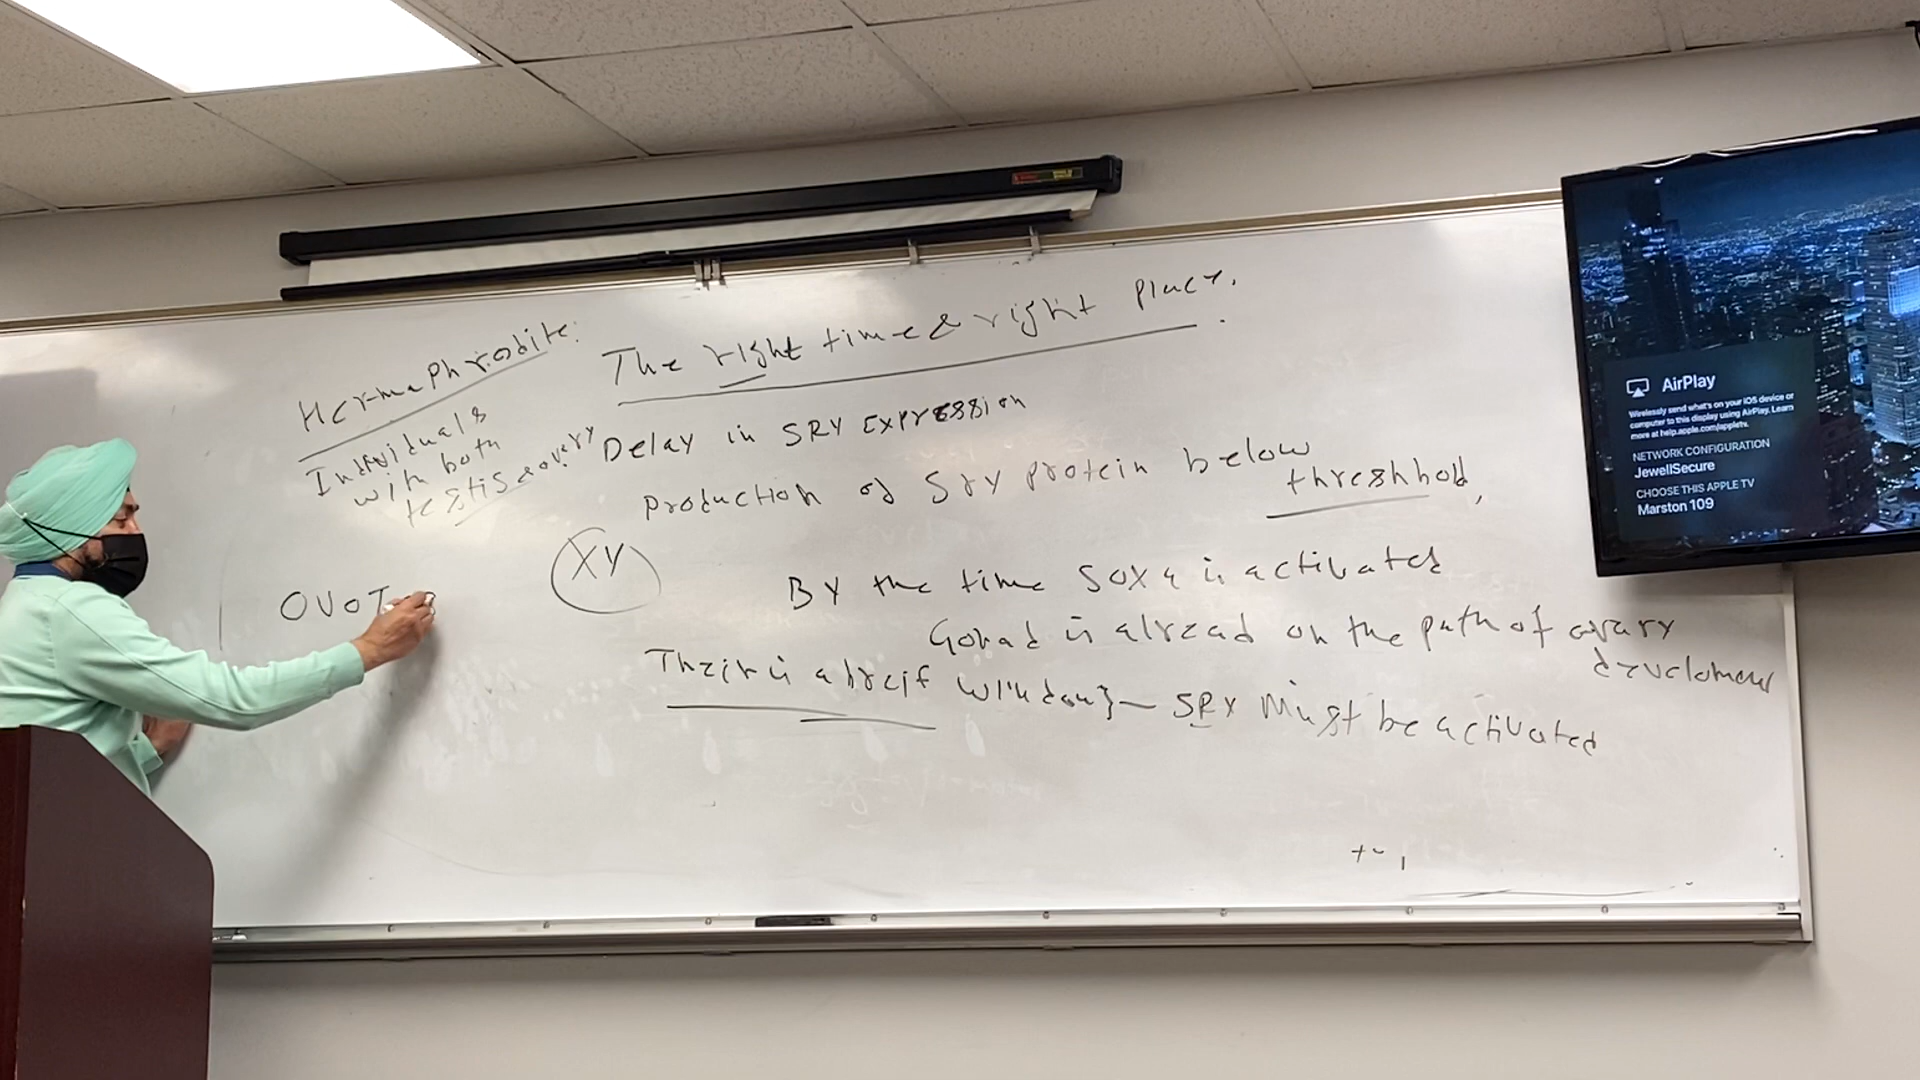 Hermaphrodite:
Individuals
with both
testis & ovary
The right time & right place.
Delay in SRY Expression
production of Sry protein below
threshhold,
XY
By the time SOX9 is activated
Gonad is alread on the path of ovary
Their is a breif window} — SRY Must be activated
OVOT
AirPlay
Wirelessly send what's on your iOS device or
computer to this display using AirPlay. Learn
more at help.apple.com/appletv.
NETWORK CONFIGURATION
JewellSecure
CHOOSE THIS APPLE TV
Marston 109